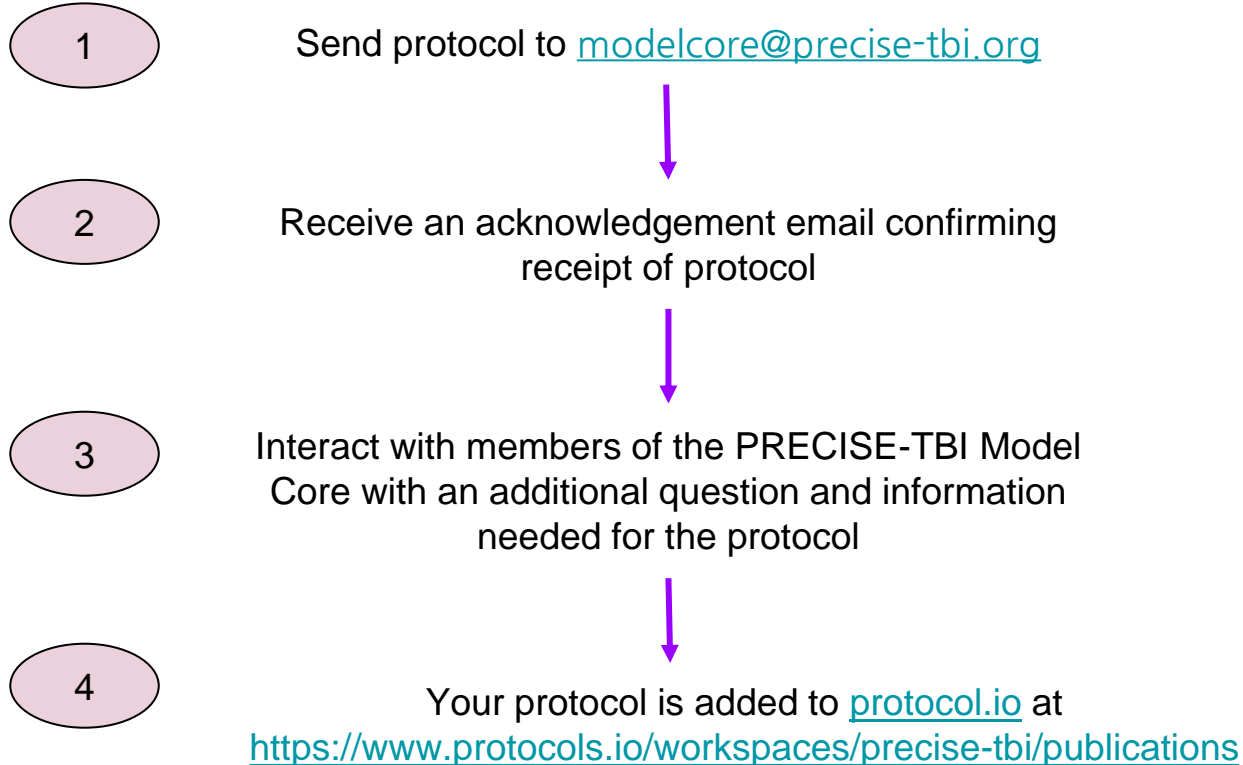 1
Send protocol to modelcore@precise-tbi.org
2
Receive an acknowledgement email confirming
receipt of protocol
3
Interact with members of the PRECISE-TBI Model
Core with an additional question and information
needed for the protocol
4
Your protocol is added to protocol.io at
https://www.protocols.io/workspaces/precise-tbi/publications